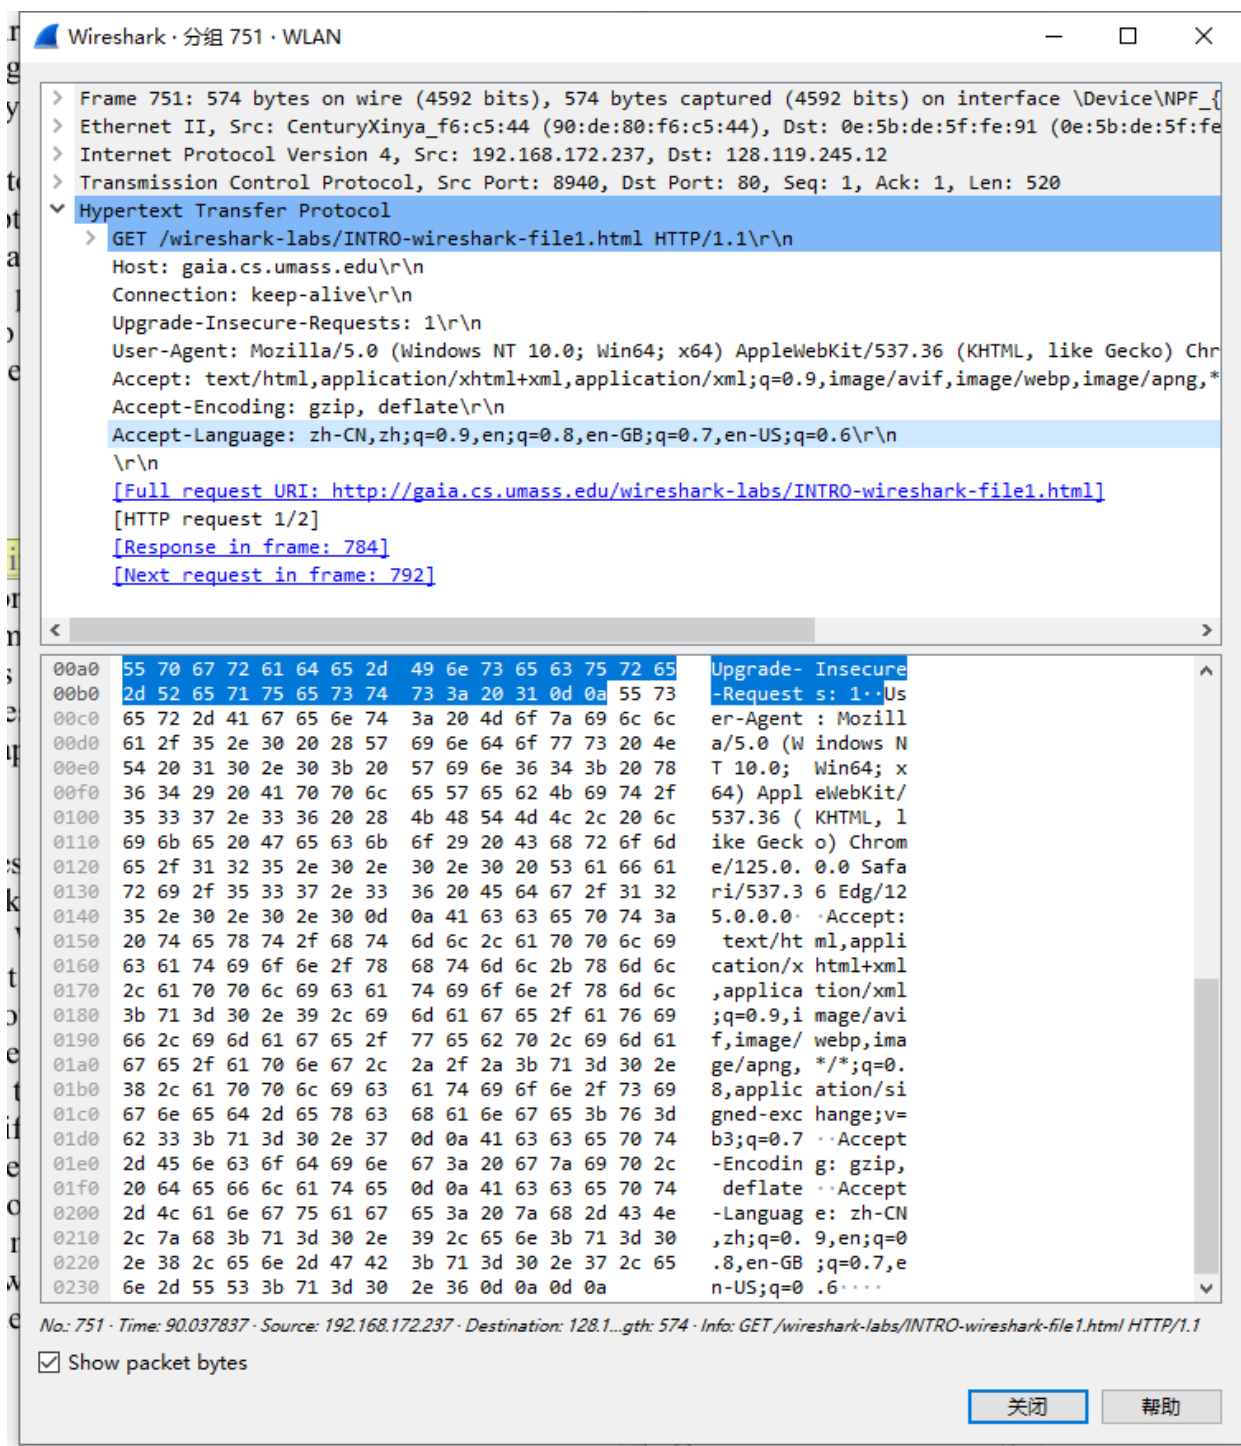 Wireshark · 分组 751 · WLAN
Frame 751: 574 bytes on wire (4592 bits), 574 bytes captured (4592 bits) on interface \Device\NPF_{
Ethernet II, Src: CenturyXinya_f6:c5:44 (90:de:80:f6:c5:44), Dst: 0e:5b:de:5f:fe:91 (0e:5b:de:5f:fe
Internet Protocol Version 4, Src: 192.168.172.237, Dst: 128.119.245.12
Transmission Control Protocol, Src Port: 8940, Dst Port: 80, Seq: 1, Ack: 1, Len: 520
Hypertext Transfer Protocol
GET /wireshark-labs/INTRO-wireshark-file1.html HTTP/1.1\r\n
Host: gaia.cs.umass.edu\r\n
Connection: keep-alive\r\n
Upgrade-Insecure-Requests: 1\r\n
User-Agent: Mozilla/5.0 (Windows NT 10.0; Win64; x64) AppleWebKit/537.36 (KHTML, like Gecko) Chr
Accept: text/html,application/xhtml+xml,application/xml;q=0.9,image/avif,image/webp,image/apng,*
Accept-Encoding: gzip, deflate\r\n
Accept-Language: zh-CN,zh;q=0.9,en;q=0.8,en-GB;q=0.7,en-US;q=0.6\r\n
\r\n
[Full request URI: http://gaia.cs.umass.edu/wireshark-labs/INTRO-wireshark-file1.html]
[HTTP request 1/2]
[Response in frame: 784]
[Next request in frame: 792]
00a0 55 70 67 72 61 64 65 2d 49 6e 73 65 63 75 72 65 Upgrade- Insecure
00b0 2d 52 65 71 75 65 73 74 73 3a 20 31 0d 0a 55 73 -Request s: 1··Us
00c0 65 72 2d 41 67 65 6e 74 3a 20 4d 6f 7a 69 6c 6c er-Agent : Mozill
00d0 61 2f 35 2e 30 20 28 57 69 6e 64 6f 77 73 20 4e a/5.0 (W indows N
00e0 54 20 31 30 2e 30 3b 20 57 69 6e 36 34 3b 20 78 T 10.0; Win64; x
00f0 36 34 29 20 41 70 70 6c 65 57 65 62 4b 69 74 2f 64) Appl eWebKit/
0100 35 33 37 2e 33 36 20 28 4b 48 54 4d 4c 2c 20 6c 537.36 ( KHTML, l
0110 69 6b 65 20 47 65 63 6b 6f 29 20 43 68 72 6f 6d ike Geck o) Chrom
0120 65 2f 31 32 35 2e 30 2e 30 2e 30 20 53 61 66 61 e/125.0. 0.0 Safa
0130 72 69 2f 35 33 37 2e 33 36 20 45 64 67 2f 31 32 ri/537.3 6 Edg/12
0140 35 2e 30 2e 30 2e 30 0d 0a 41 63 63 65 70 74 3a 5.0.0.0· ·Accept:
0150 20 74 65 78 74 2f 68 74 6d 6c 2c 61 70 70 6c 69 text/ht ml,appli
0160 63 61 74 69 6f 6e 2f 78 68 74 6d 6c 2b 78 6d 6c cation/x html+xml
0170 2c 61 70 70 6c 69 63 61 74 69 6f 6e 2f 78 6d 6c ,applica tion/xml
0180 3b 71 3d 30 2e 39 2c 69 6d 61 67 65 2f 61 76 69 ;q=0.9,i mage/avi
0190 66 2c 69 6d 61 67 65 2f 77 65 62 70 2c 69 6d 61 f,image/ webp,ima
01a0 67 65 2f 61 70 6e 67 2c 2a 2f 2a 3b 71 3d 30 2e ge/apng, */*;q=0.
01b0 38 2c 61 70 70 6c 69 63 61 74 69 6f 6e 2f 73 69 8,applic ation/si
01c0 67 6e 65 64 2d 65 78 63 68 61 6e 67 65 3b 76 3d gned-exc hange;v=
01d0 62 33 3b 71 3d 30 2e 37 0d 0a 41 63 63 65 70 74 b3;q=0.7 ··Accept
01e0 2d 45 6e 63 6f 64 69 6e 67 3a 20 67 7a 69 70 2c -Encodin g: gzip,
01f0 20 64 65 66 6c 61 74 65 0d 0a 41 63 63 65 70 74 deflate ··Accept
0200 2d 4c 61 6e 67 75 61 67 65 3a 20 7a 68 2d 43 4e -Languag e: zh-CN
0210 2c 7a 68 3b 71 3d 30 2e 39 2c 65 6e 3b 71 3d 30 ,zh;q=0. 9,en;q=0
0220 2e 38 2c 65 6e 2d 47 42 3b 71 3d 30 2e 37 2c 65 .8,en-GB ;q=0.7,e
0230 6e 2d 55 53 3b 71 3d 30 2e 36 0d 0a 0d 0a n-US;q=0 .6····
No.: 751 · Time: 90.037837 · Source: 192.168.172.237 · Destination: 128.1...gth: 574 · Info: GET /wireshark-labs/INTRO-wireshark-file1.html HTTP/1.1
Show packet bytes
关闭 帮助